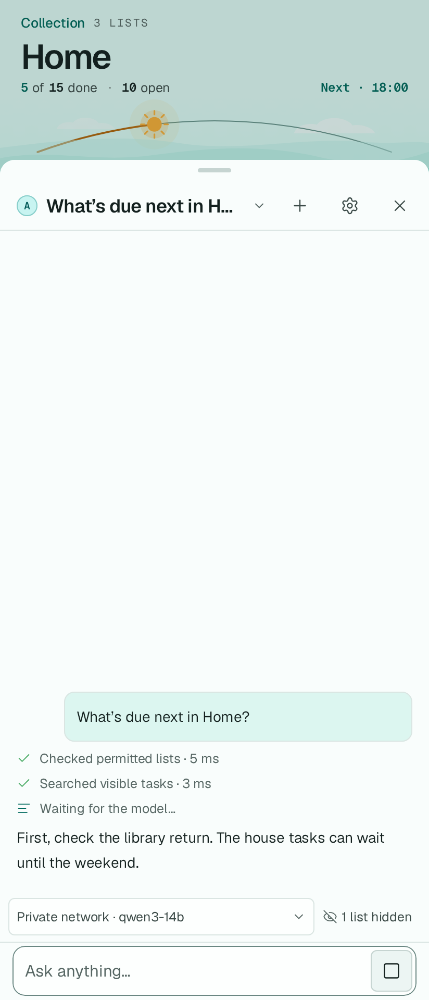 Collection 3 LISTS
Home
5 of 15 done · 10 open
Next · 18:00
A What's due next in H...
What's due next in Home?
Checked permitted lists · 5 ms
Searched visible tasks · 3 ms
Waiting for the model...
First, check the library return. The house tasks can wait
until the weekend.
Private network · qwen3-14b
1 list hidden
Ask anything...